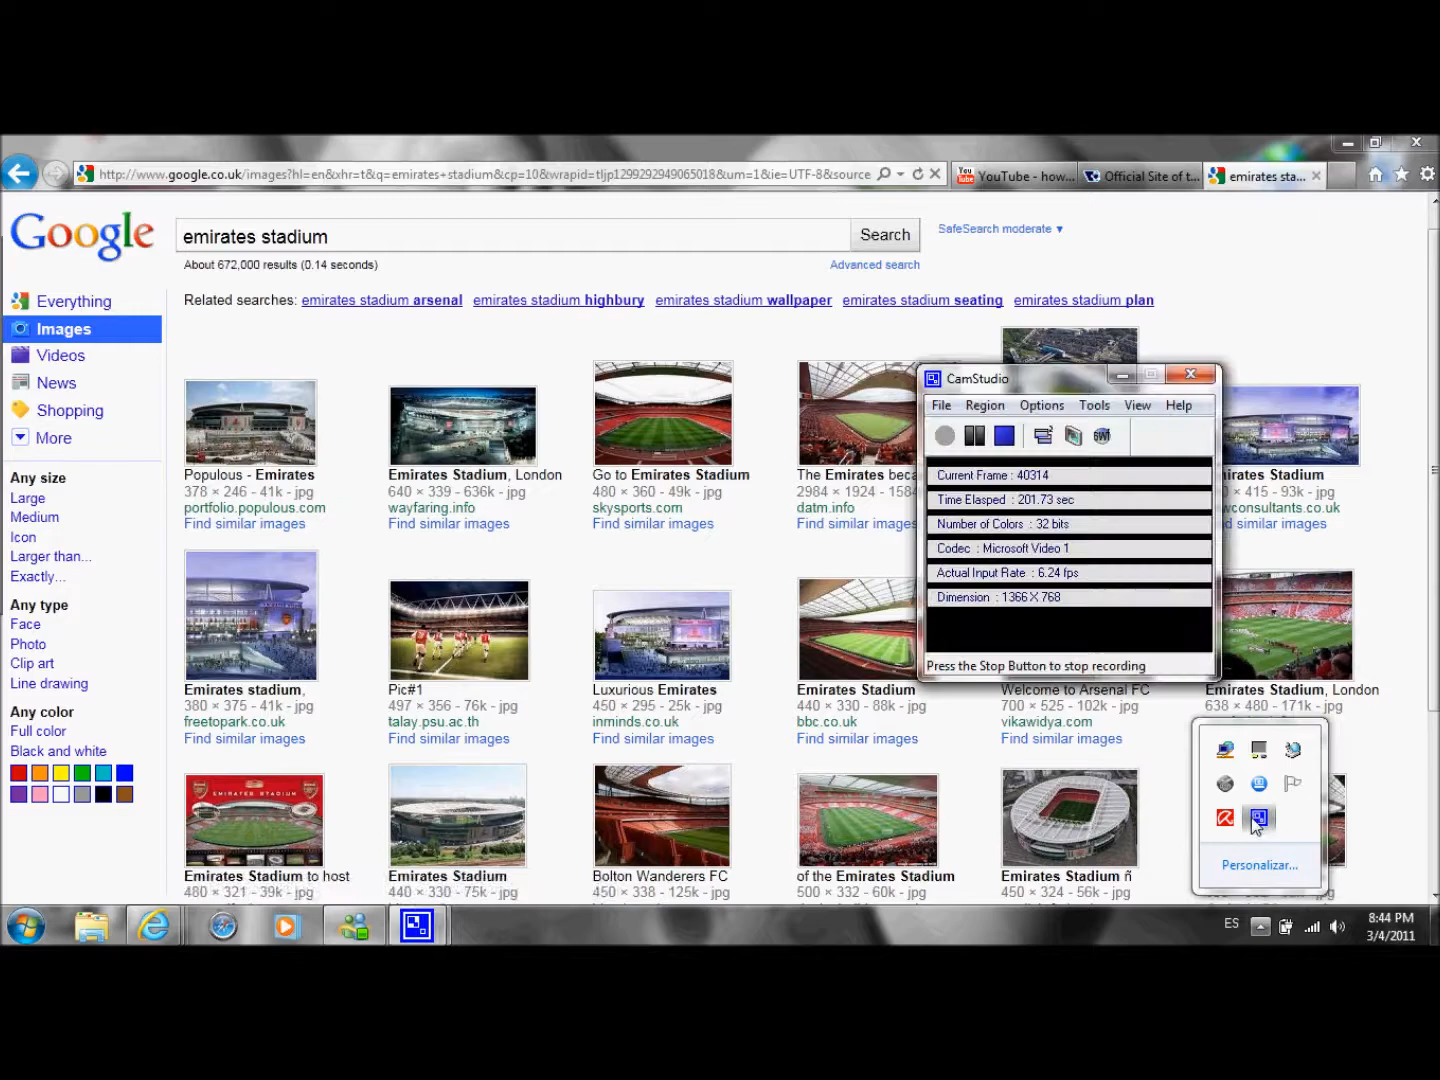 http://www.google.co.uk/images?hl=en&xhr=t&q=emirates+stadium&cp=10&wrapid=tljp1299292949065018&um=1&ie=UTF-8&source
YouTube - how...
Official Site of t...
emirates sta...
Google
emirates stadium
Search
SafeSearch moderate ▼
About 672,000 results (0.14 seconds)
Advanced search
Everything
Images
Videos
News
Shopping
More
Any size
Large
Medium
Icon
Larger than...
Exactly...
Any type
Face
Photo
Clip art
Line drawing
Any color
Full color
Black and white
Related searches: emirates stadium arsenal emirates stadium highbury emirates stadium wallpaper emirates stadium seating emirates stadium plan
Populous - Emirates
378 × 246 - 41k - jpg
portfolio.populous.com
Find similar images
Emirates Stadium, London
640 × 339 - 636k - jpg
wayfaring.info
Find similar images
Go to Emirates Stadium
480 × 360 - 49k - jpg
skysports.com
Find similar images
The Emirates
2984 × 1924 - 1584
datm.info
Find similar images
Stadium
× 415 - 93k - jpg
images
Emirates stadium,
380 × 375 - 41k - jpg
freetopark.co.uk
Find similar images
Pic#1
497 × 356 - 76k - jpg
talay.psu.ac.th
Find similar images
Luxurious Emirates
450 × 295 - 25k - jpg
inminds.co.uk
Find similar images
Emirates Stadium
440 × 330 - 88k - jpg
bbc.co.uk
Find similar images
Welcome to Arsenal FC
700 × 525 - 102k - jpg
vikawidya.com
Find similar images
Emirates Stadium, London
638 × 480 - 171k - jpg
EMIRATES STADIUM
Emirates Stadium to host
480 × 321 - 39k - jpg
Emirates Stadium
440 × 330 - 75k - jpg
Bolton Wanderers FC
450 × 338 - 125k - jpg
of the Emirates Stadium
500 × 332 - 60k - jpg
Emirates Stadium ñ
450 × 324 - 56k - jpg
CamStudio
File Region Options Tools View Help
Current Frame : 40314
Time Elasped : 201.73 sec
Number of Colors : 32 bits
Codec : Microsoft Video 1
Actual Input Rate : 6.24 fps
Dimension : 1366 X 768
Press the Stop Button to stop recording
Personalizar...
ES
8:44 PM
3/4/2011